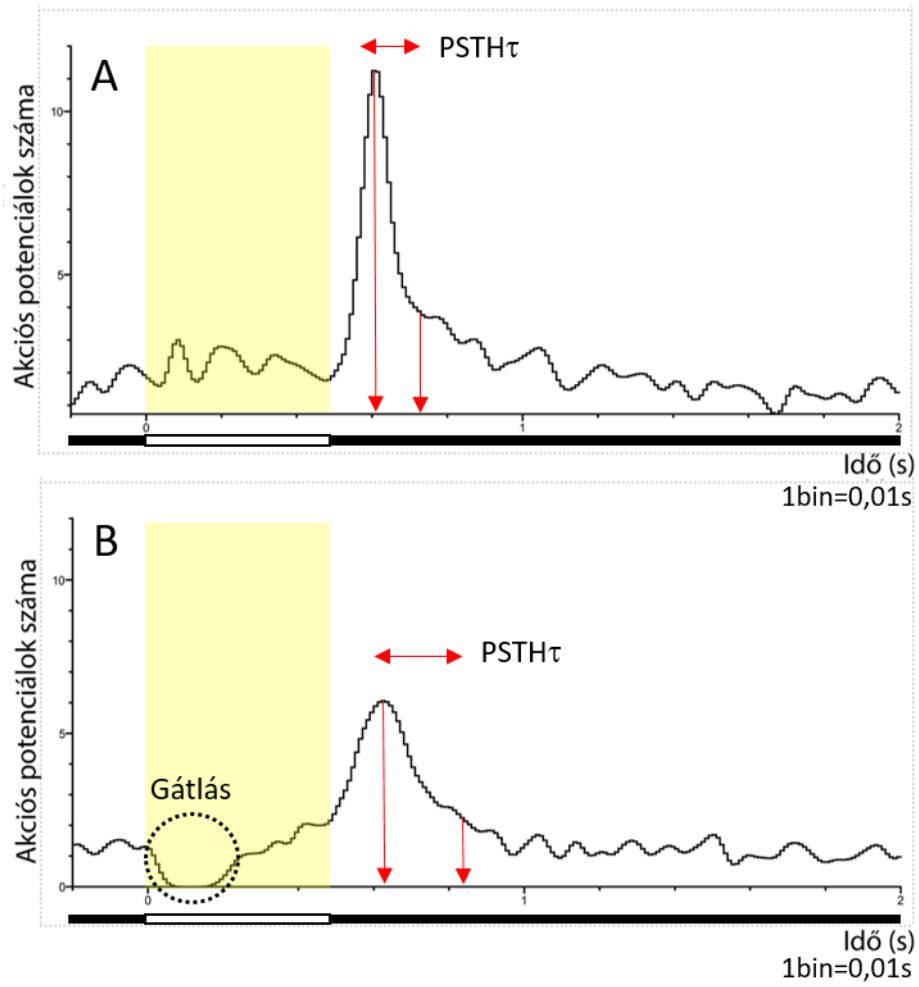 PSTHτ
A
Akciós potenciálok száma
10
5
0
1
2
Idő (s)
1bin=0,01s
B
Akciós potenciálok száma
10
PSTHτ
5
Gátlás
0
0
1
2
Idő (s)
1bin=0,01s